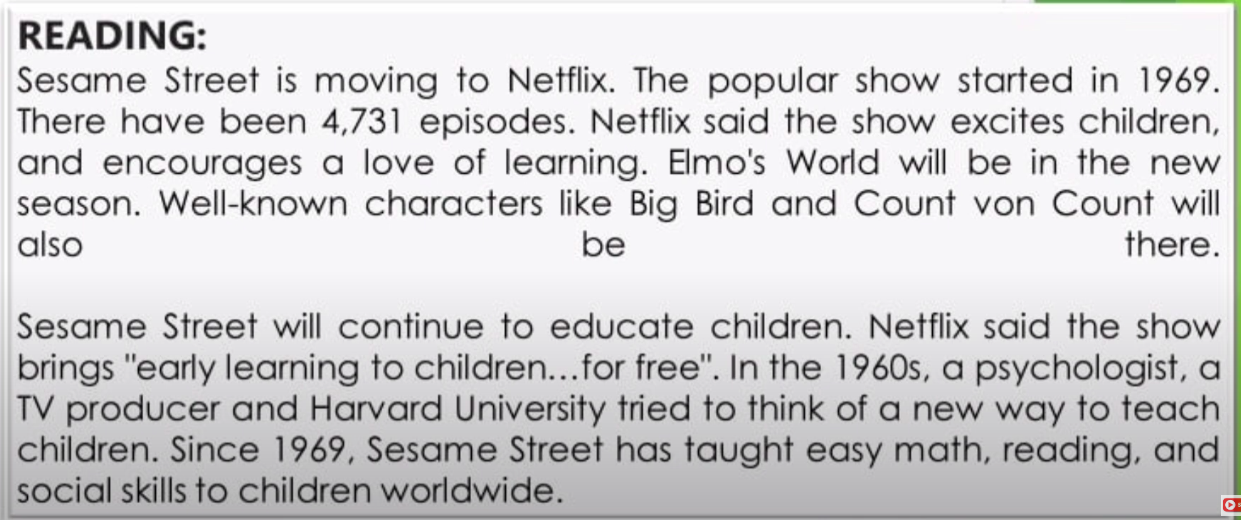 READING:
Sesame Street is moving to Netflix. The popular show started in 1969.
There have been 4,731 episodes. Netflix said the show excites children,
and encourages a love of learning. Elmo's World will be in the new
season. Well-known characters like Big Bird and Count von Count will
also be there.
Sesame Street will continue to educate children. Netflix said the show
brings "early learning to children...for free". In the 1960s, a psychologist, a
TV producer and Harvard University tried to think of a new way to teach
children. Since 1969, Sesame Street has taught easy math, reading, and
social skills to children worldwide.